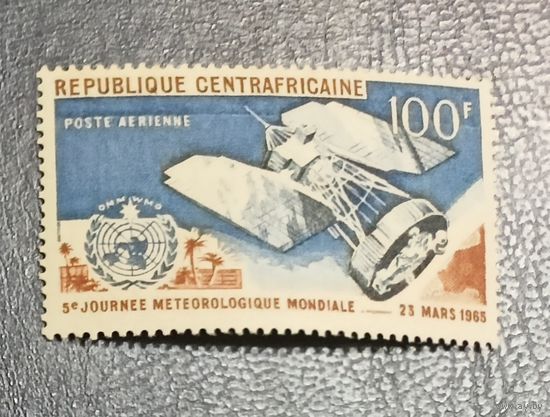 REPUBLIQUE CENTRAFRICAINE
100F
POSTE AERIENNE
OMM WMO
5e JOURNEE METEOROLOGIQUE MONDIALE
23 MARS 1965